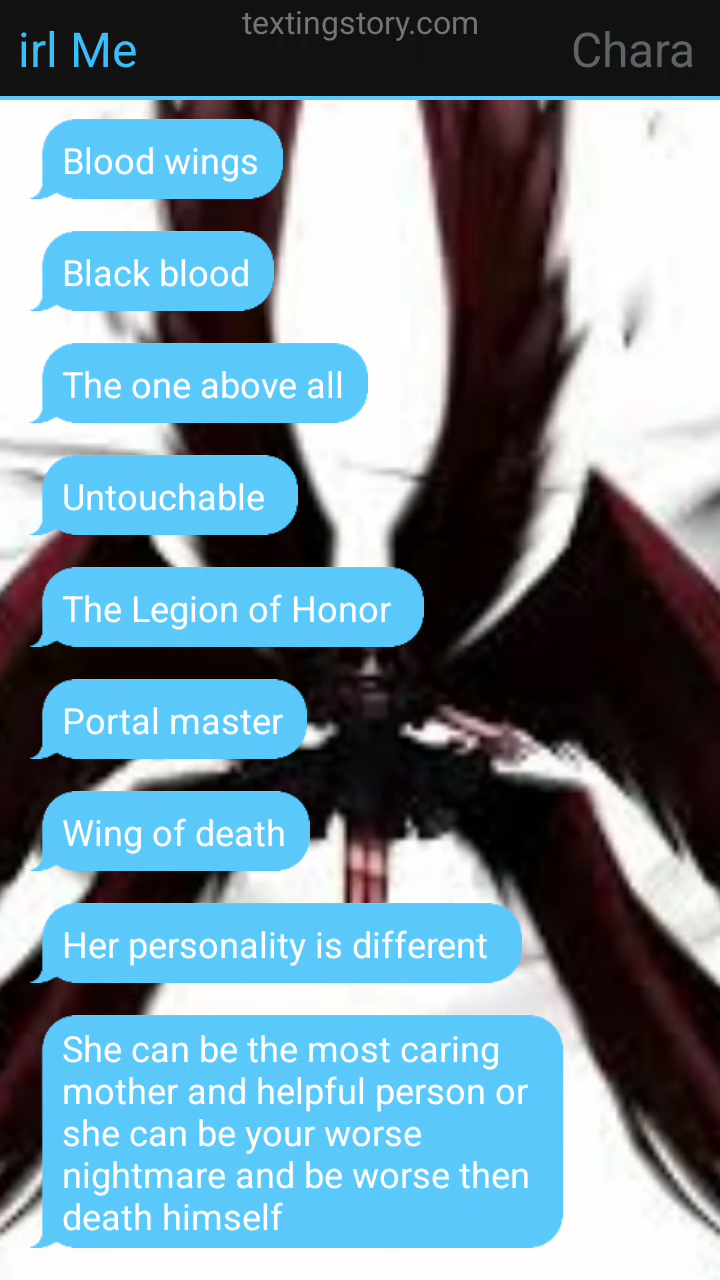 textingstory.com
irl Me
Chara
Blood wings
Black blood
The one above all
Untouchable
The Legion of Honor
Portal master
Wing of death
Her personality is different
She can be the most caring
mother and helpful person or
she can be your worse
nightmare and be worse then
death himself